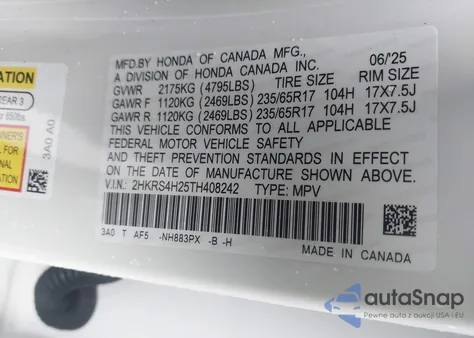 MFD.BY HONDA OF CANADA MFG.,
A DIVISION OF HONDA CANADA INC. 06/'25
GVWR 2175KG (4795LBS) TIRE SIZE RIM SIZE
GAWR F 1120KG (2469LBS) 235/65R17 104H 17X7.5J
GAWR R 1120KG (2469LBS) 235/65R17 104H 17X7.5J
THIS VEHICLE CONFORMS TO ALL APPLICABLE
FEDERAL MOTOR VEHICLE SAFETY
AND THEFT PREVENTION STANDARDS IN EFFECT
ON THE DATE OF MANUFACTURE SHOWN ABOVE.
V.I.N.: 2HKRS4H25TH408242 TYPE: MPV
3A0 T AF5 -NH883PX -B -H
MADE IN CANADA
ATION
REAR 3
3A0 A0
autoSnap
Pewne auta z aukcji USA i EU